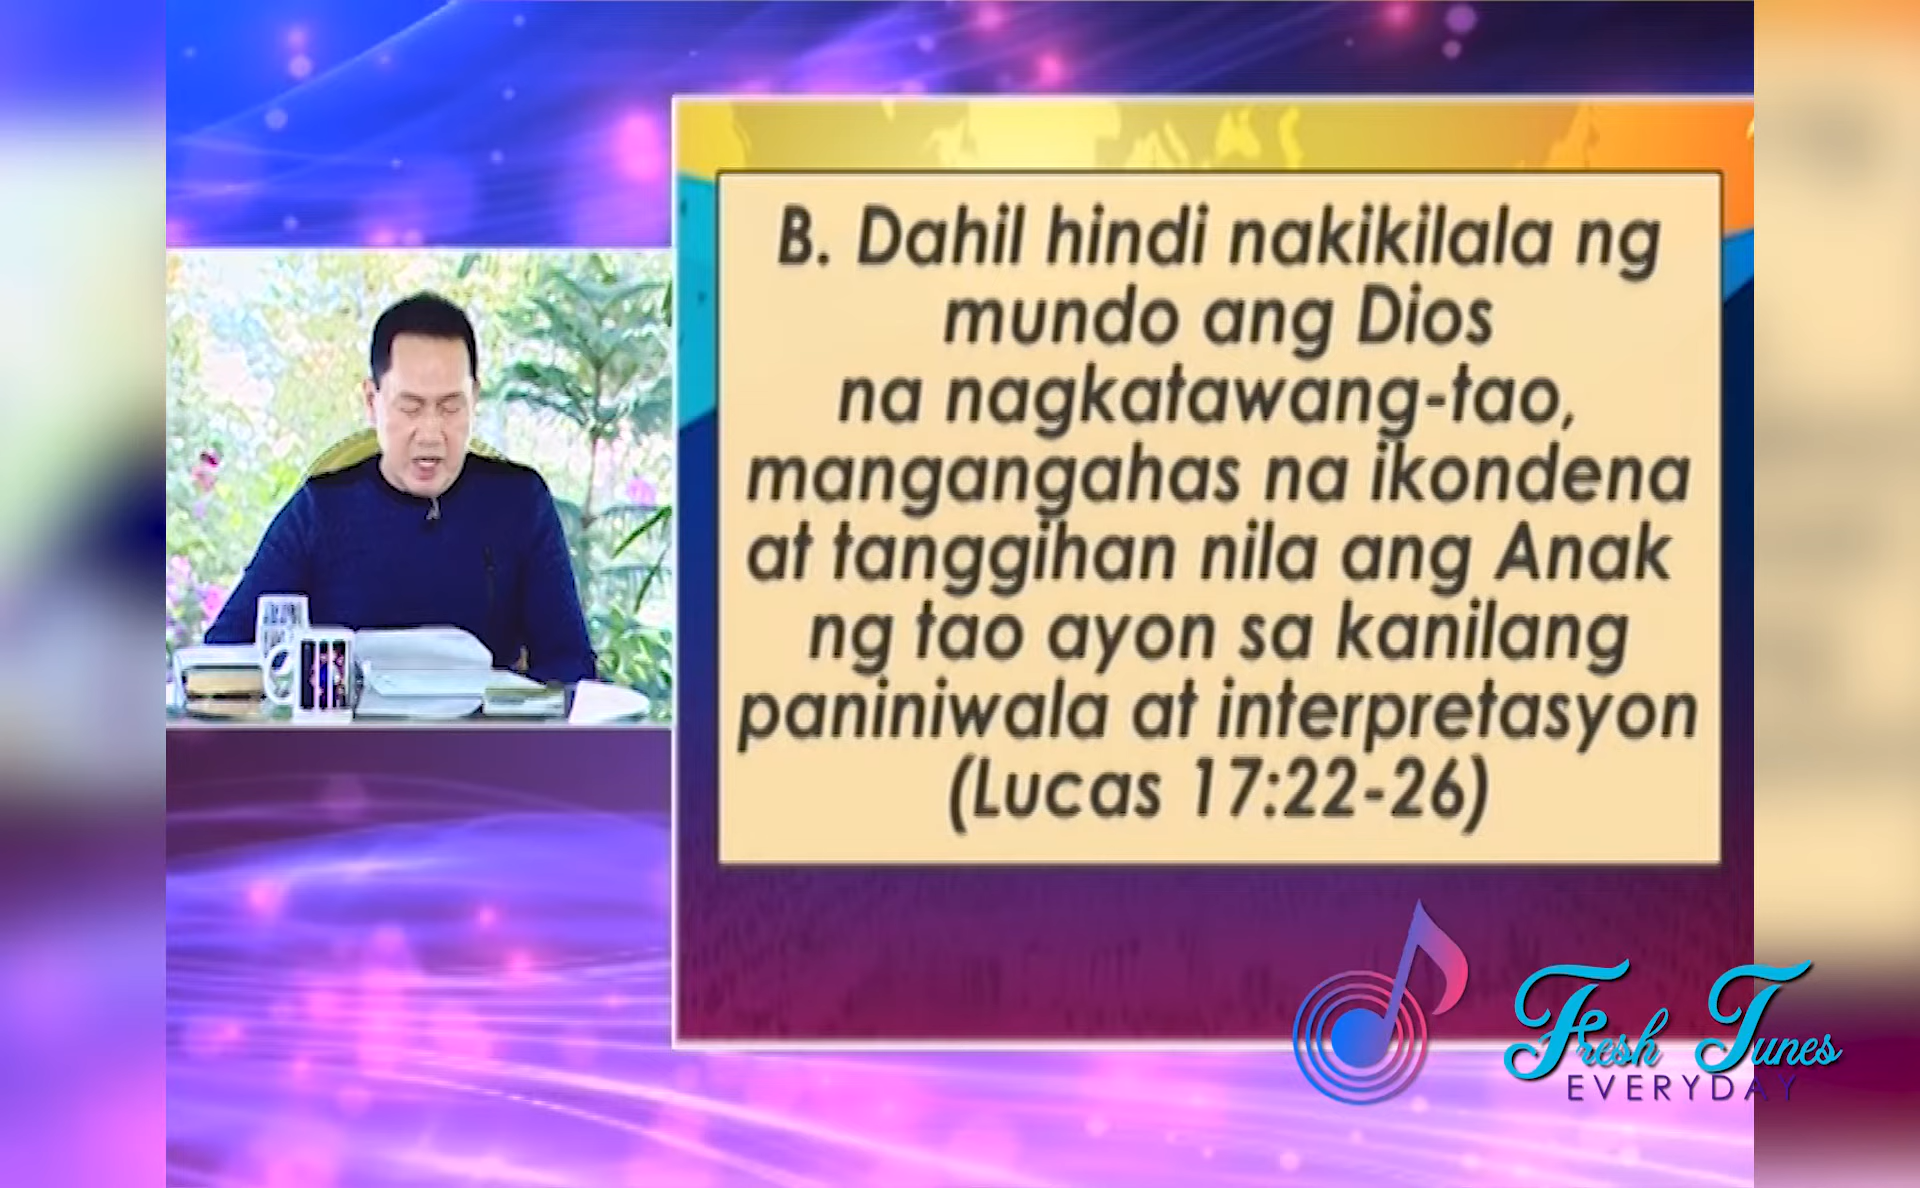 B. Dahil hindi nakikilala ng
mundo ang Dios
na nagkatawang-tao,
mangangahas na ikondena
at tanggihan nila ang Anak
ng tao ayon sa kanilang
paniniwala at interpretasyon
(Lucas 17:22-26)
Fresh Tunes
EVERYDAY